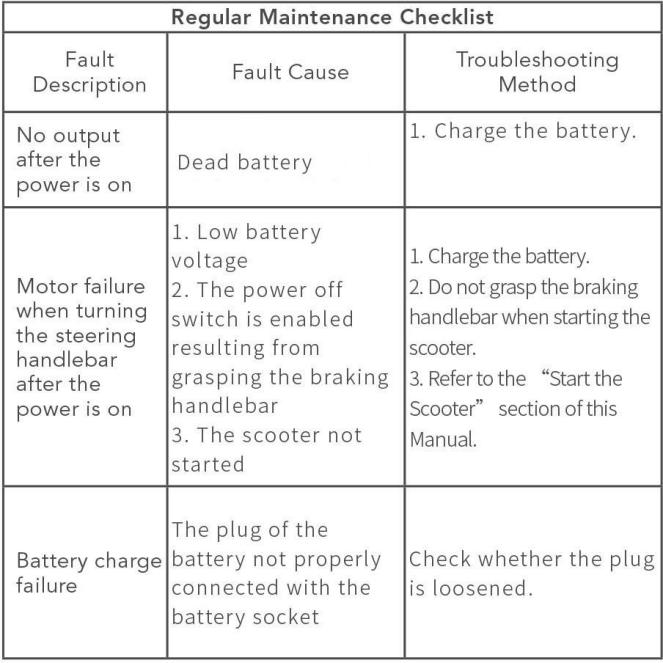 Regular Maintenance Checklist
Fault
Description
Fault Cause
Troubleshooting
Method
No output
after the
power is on
Dead battery
1. Charge the battery.
Motor failure
when turning
the steering
handlebar
after the
power is on
1. Low battery
voltage
2. The power off
switch is enabled
resulting from
grasping the braking
handlebar
3. The scooter not
started
1. Charge the battery.
2. Do not grasp the braking
handlebar when starting the
scooter.
3. Refer to the “Start the
Scooter” section of this
Manual.
Battery charge
failure
The plug of the
battery not properly
connected with the
battery socket
Check whether the plug
is loosened.